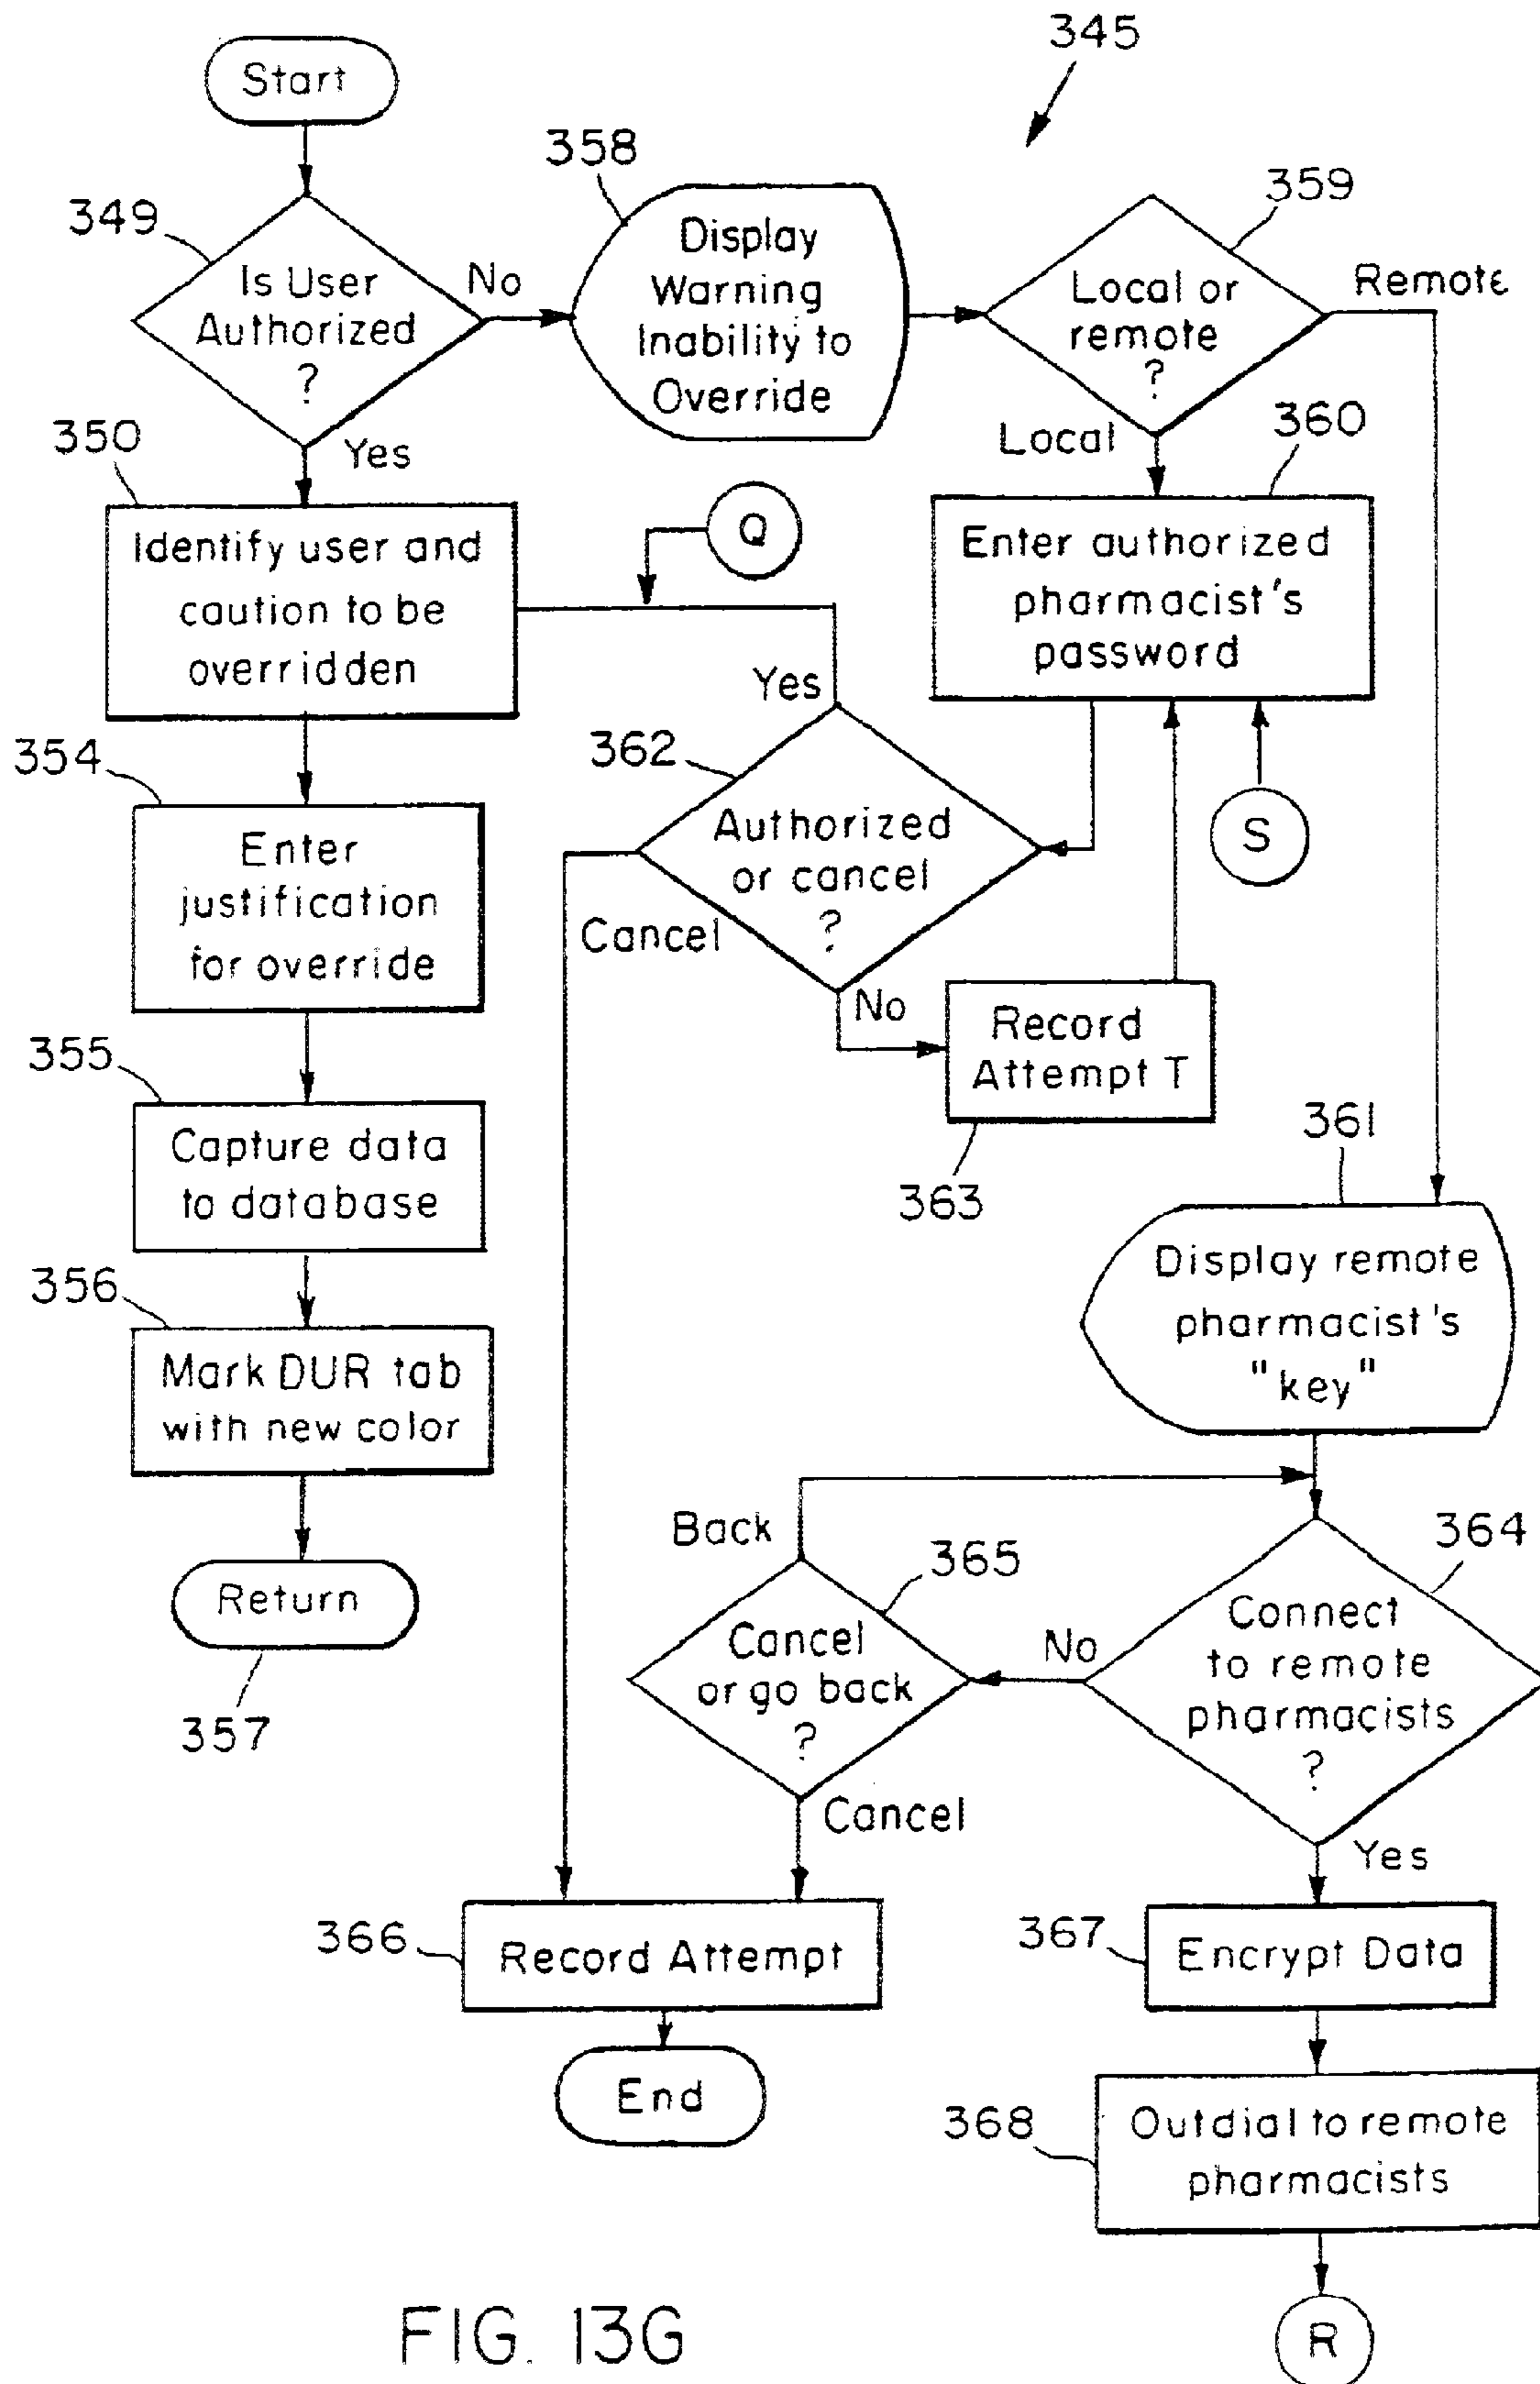 345
Start
358
359
349
Is User
Authorized
?
No
Display
Warning
Inability to
Override
Local or
remote
?
Remote
Yes
Local
350
360
Identify user and
caution to be
overridden
Q
Enter authorized
pharmacist's
password
Yes
354
362
Enter
justification
for override
Authorized
or cancel
?
S
Cancel
No
Record
Attempt T
363
355
Capture data
to database
361
Display remote
pharmacist's
"key"
356
Mark DUR tab
with new color
Return
357
Back
365
364
Cancel
or go back
?
No
Connect
to remote
pharmacists
?
Cancel
Yes
366
Record Attempt
367
Encrypt Data
End
368
Outdial to remote
pharmacists
R
FIG. 13G